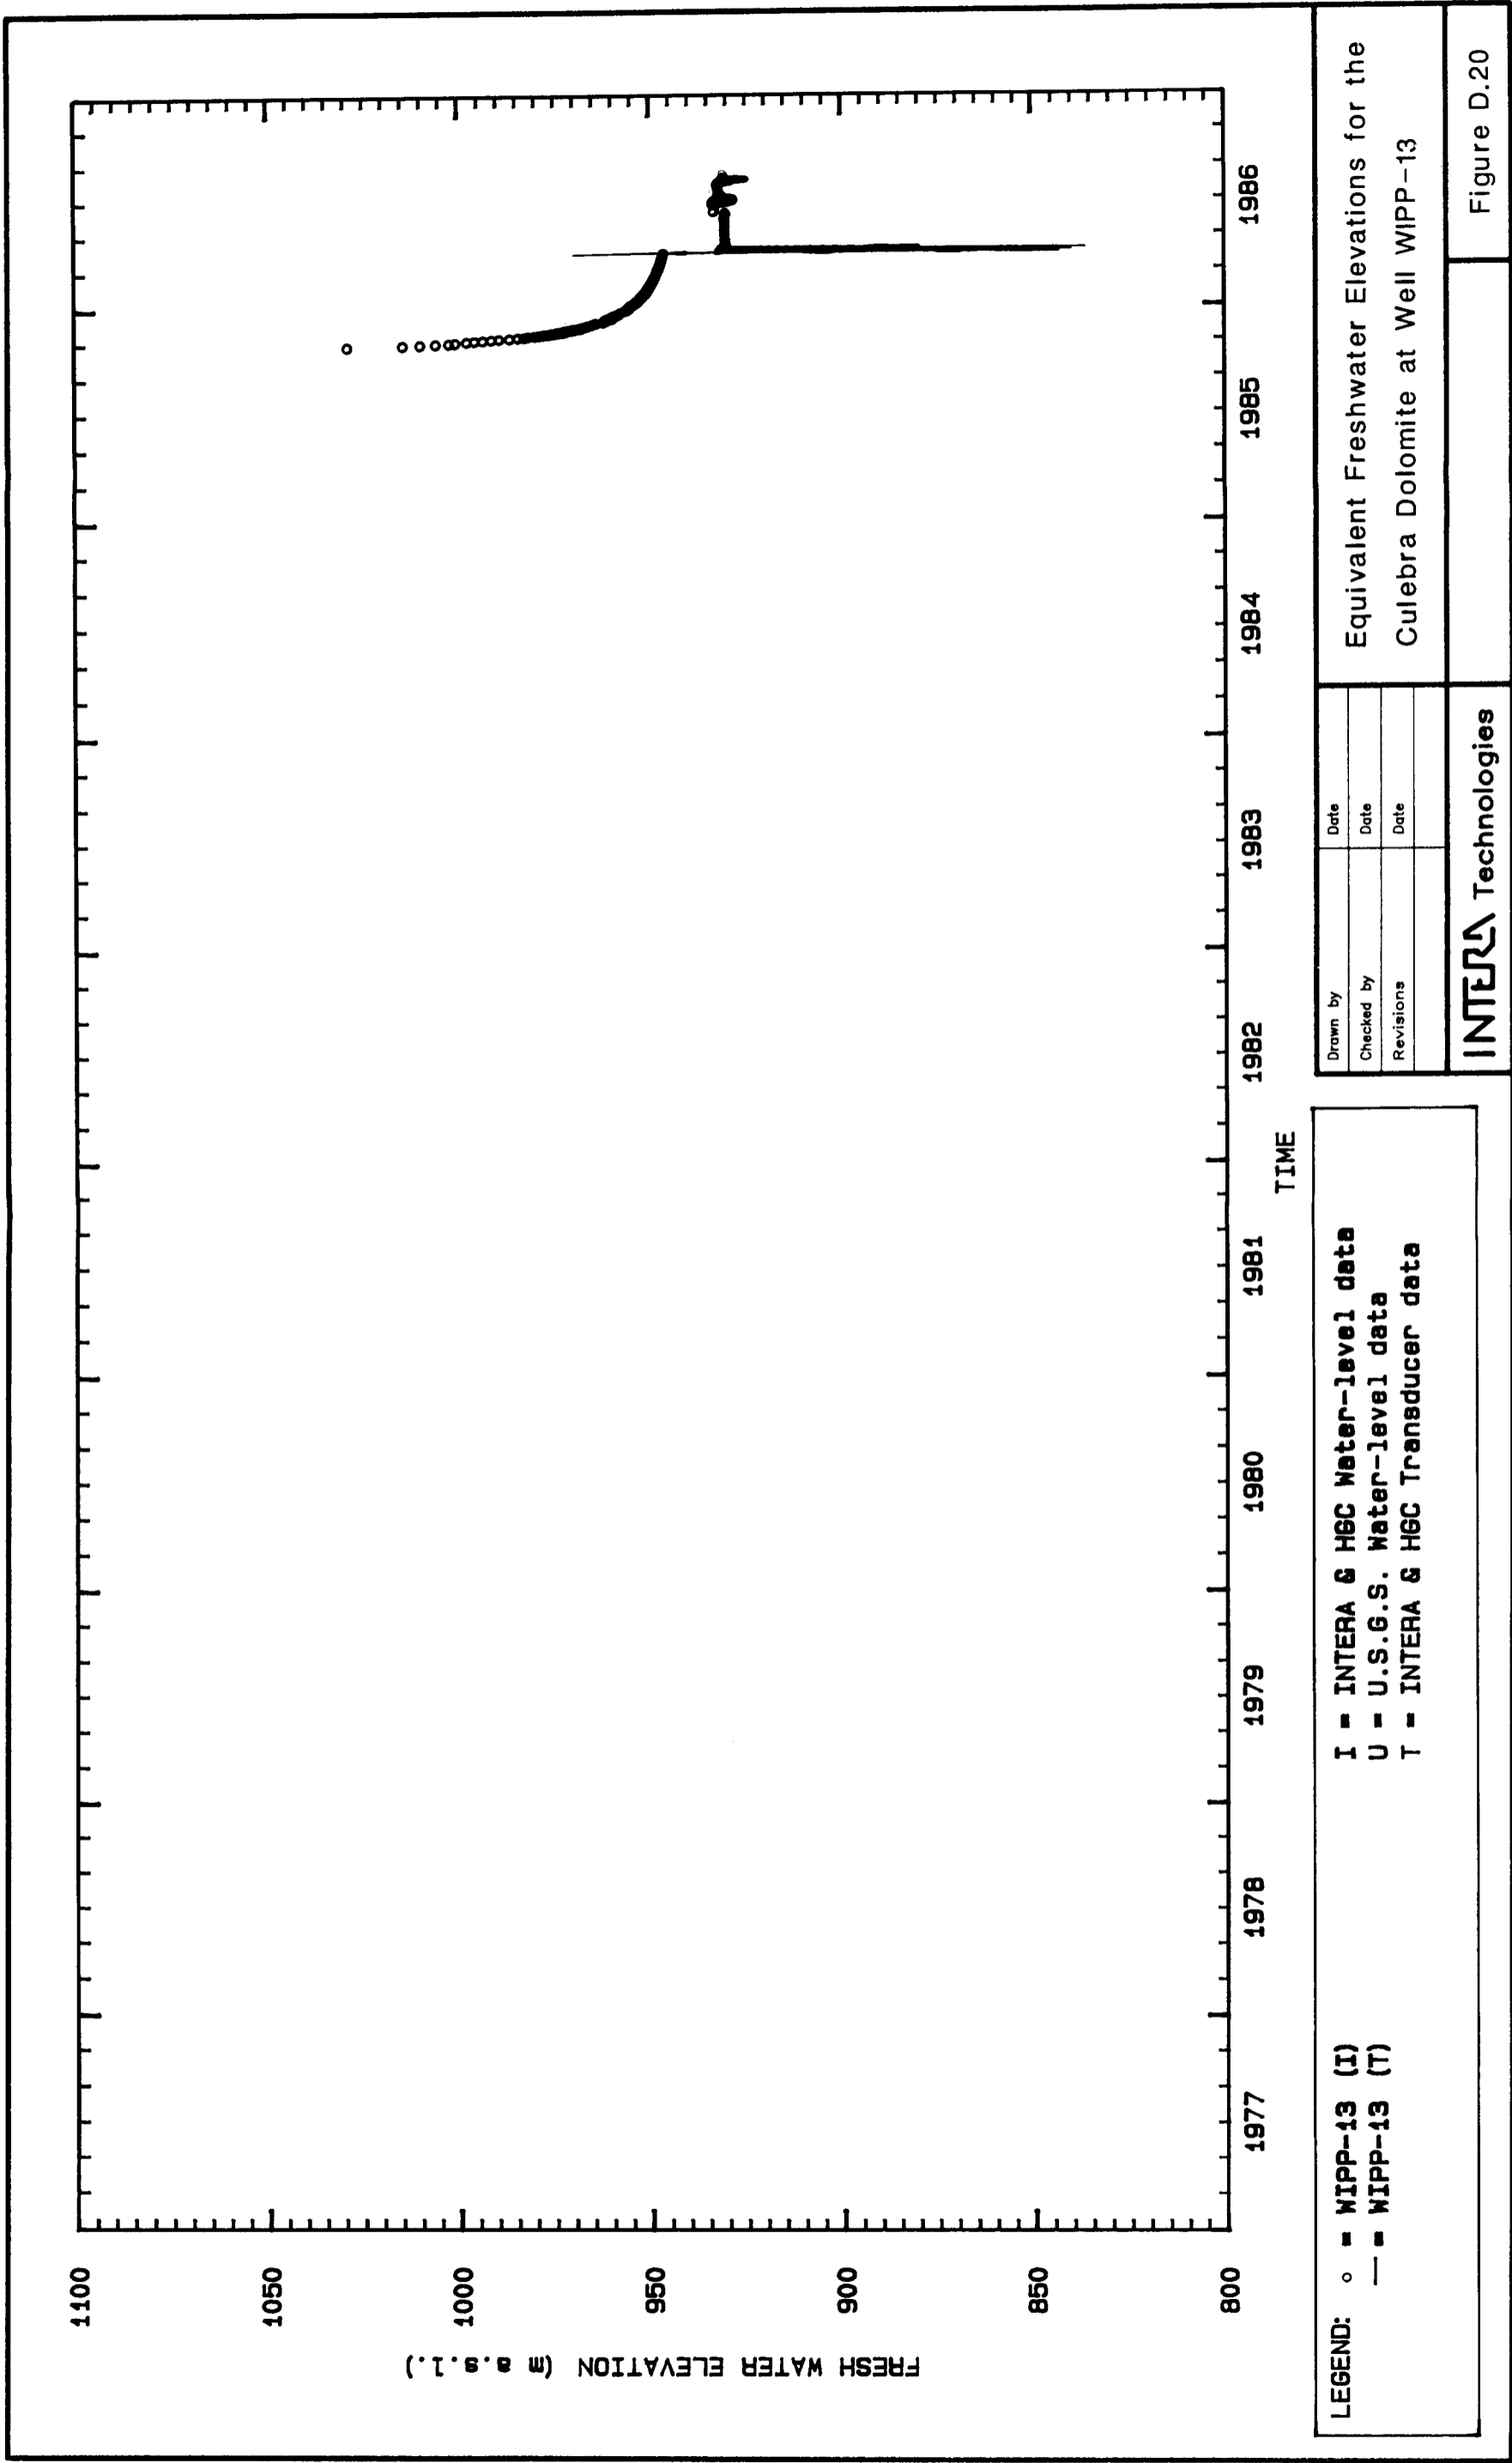 FRESH WATER ELEVATION (m a.s.l.)
1100
1050
1000
950
900
850
800
1977
1978
1979
1980
1981
1982
1983
1984
1985
1986
TIME
LEGEND:
o = WIPP-13 (I)
— = WIPP-13 (T)
I = INTERA & HGC Water-level data
U = U.S.G.S. Water-level data
T = INTERA & HGC Transducer data
Drawn by
Date
Checked by
Date
Revisions
Date
Equivalent Freshwater Elevations for the
Culebra Dolomite at Well WIPP-13
INTERA Technologies
Figure D.20